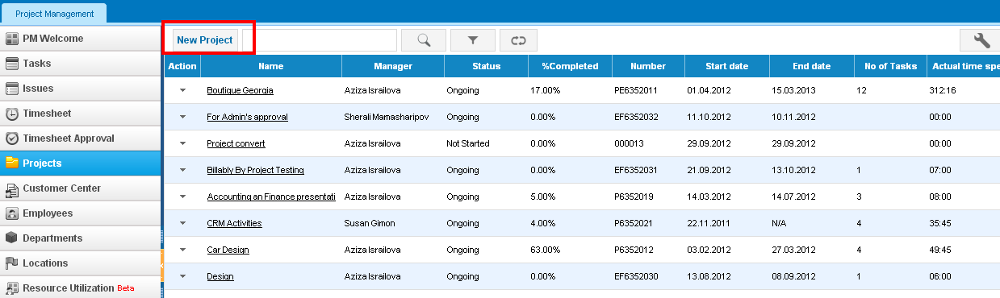 Project Management
PM Welcome
Tasks
Issues
Timesheet
Timesheet Approval
Projects
Customer Center
Employees
Departments
Locations
Resource Utilization Beta
New Project
Action Name Manager Status %Completed Number Start date End date No of Tasks Actual time spe
Boutique Georgia Aziza Israilova Ongoing 17.00% PE6352011 01.04.2012 15.03.2013 12 312:16
For Admin's approval Sherali Mamasharipov Ongoing 0.00% EF6352032 11.10.2012 10.11.2012 00:00
Project convert Aziza Israilova Not Started 0.00% 000013 29.09.2012 29.09.2012 00:00
Billably By Project Testing Aziza Israilova Ongoing 0.00% EF6352031 21.09.2012 13.10.2012 1 07:00
Accounting an Finance presentati Aziza Israilova Ongoing 5.00% P6352019 14.03.2012 14.07.2012 3 08:00
CRM Activities Susan Gimon Ongoing 4.00% P6352021 22.11.2011 N/A 4 35:45
Car Design Aziza Israilova Ongoing 63.00% P6352012 03.02.2012 27.03.2012 4 49:45
Design Aziza Israilova Ongoing 0.00% EF6352030 13.08.2012 08.09.2012 1 06:00